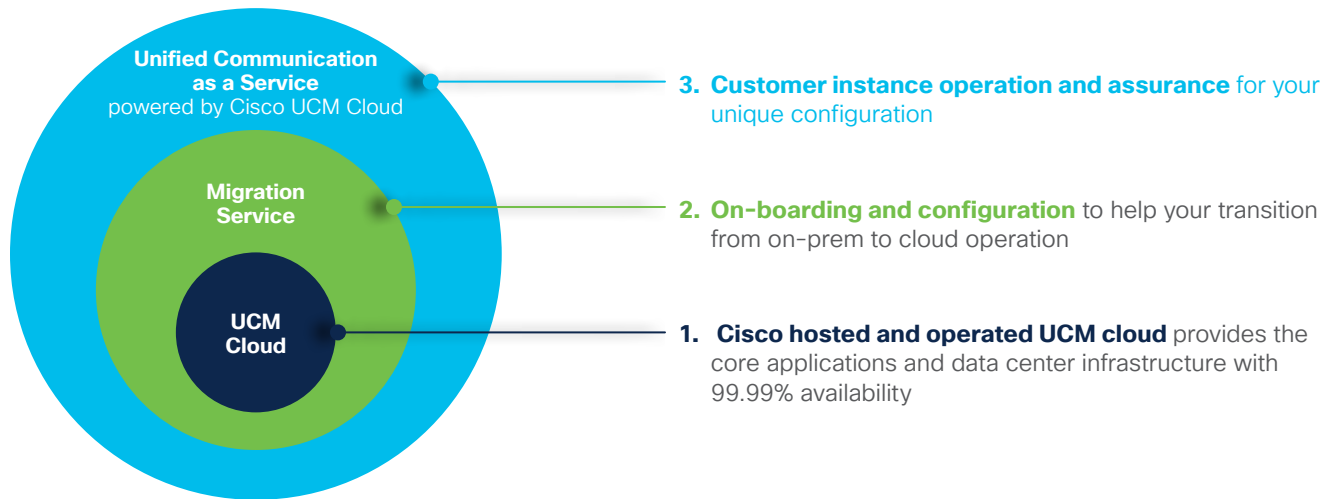 Unified Communication
as a Service
powered by Cisco UCM Cloud
3. Customer instance operation and assurance for your
unique configuration
Migration
Service
2. On-boarding and configuration to help your transition
from on-prem to cloud operation
UCM
Cloud
1. Cisco hosted and operated UCM cloud provides the
core applications and data center infrastructure with
99.99% availability